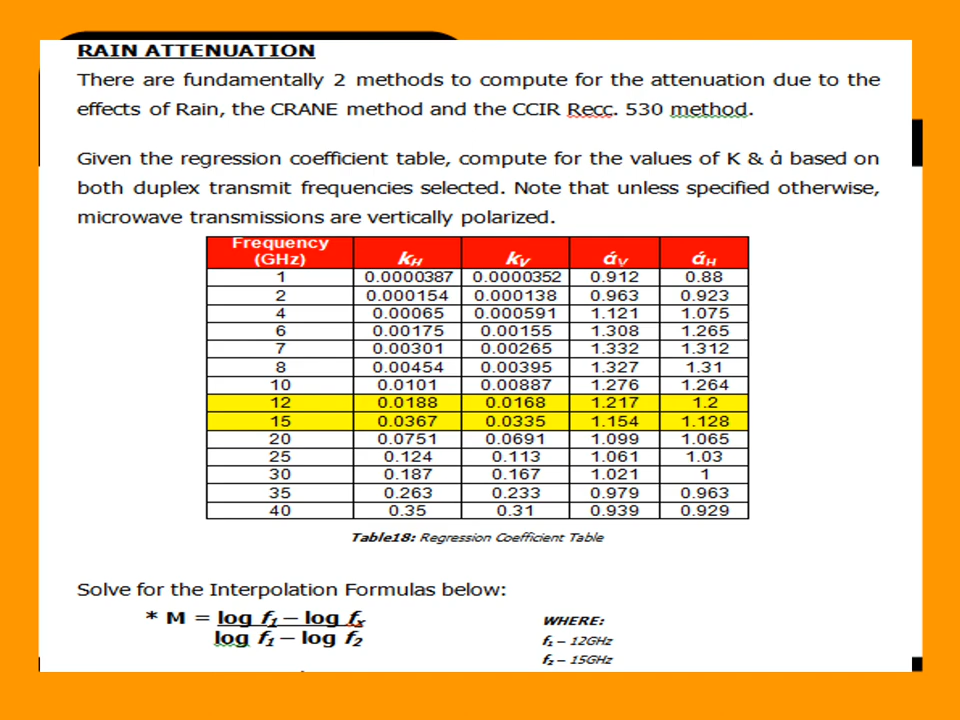 RAIN ATTENUATION
There are fundamentally 2 methods to compute for the attenuation due to the
effects of Rain, the CRANE method and the CCIR Recc. 530 method.
Given the regression coefficient table, compute for the values of K & ἀ based on
both duplex transmit frequencies selected. Note that unless specified otherwise,
microwave transmissions are vertically polarized.
Frequency (GHz) kH kV άV άH
1 0.0000387 0.0000352 0.912 0.88
2 0.000154 0.000138 0.963 0.923
4 0.00065 0.000591 1.121 1.075
6 0.00175 0.00155 1.308 1.265
7 0.00301 0.00265 1.332 1.312
8 0.00454 0.00395 1.327 1.31
10 0.0101 0.00887 1.276 1.264
12 0.0188 0.0168 1.217 1.2
15 0.0367 0.0335 1.154 1.128
20 0.0751 0.0691 1.099 1.065
25 0.124 0.113 1.061 1.03
30 0.187 0.167 1.021 1
35 0.263 0.233 0.979 0.963
40 0.35 0.31 0.939 0.929
Table18: Regression Coefficient Table
Solve for the Interpolation Formulas below:
* M = log f1 – log fx
log f1 – log f2
WHERE:
f1 – 12GHz
f2 – 15GHz